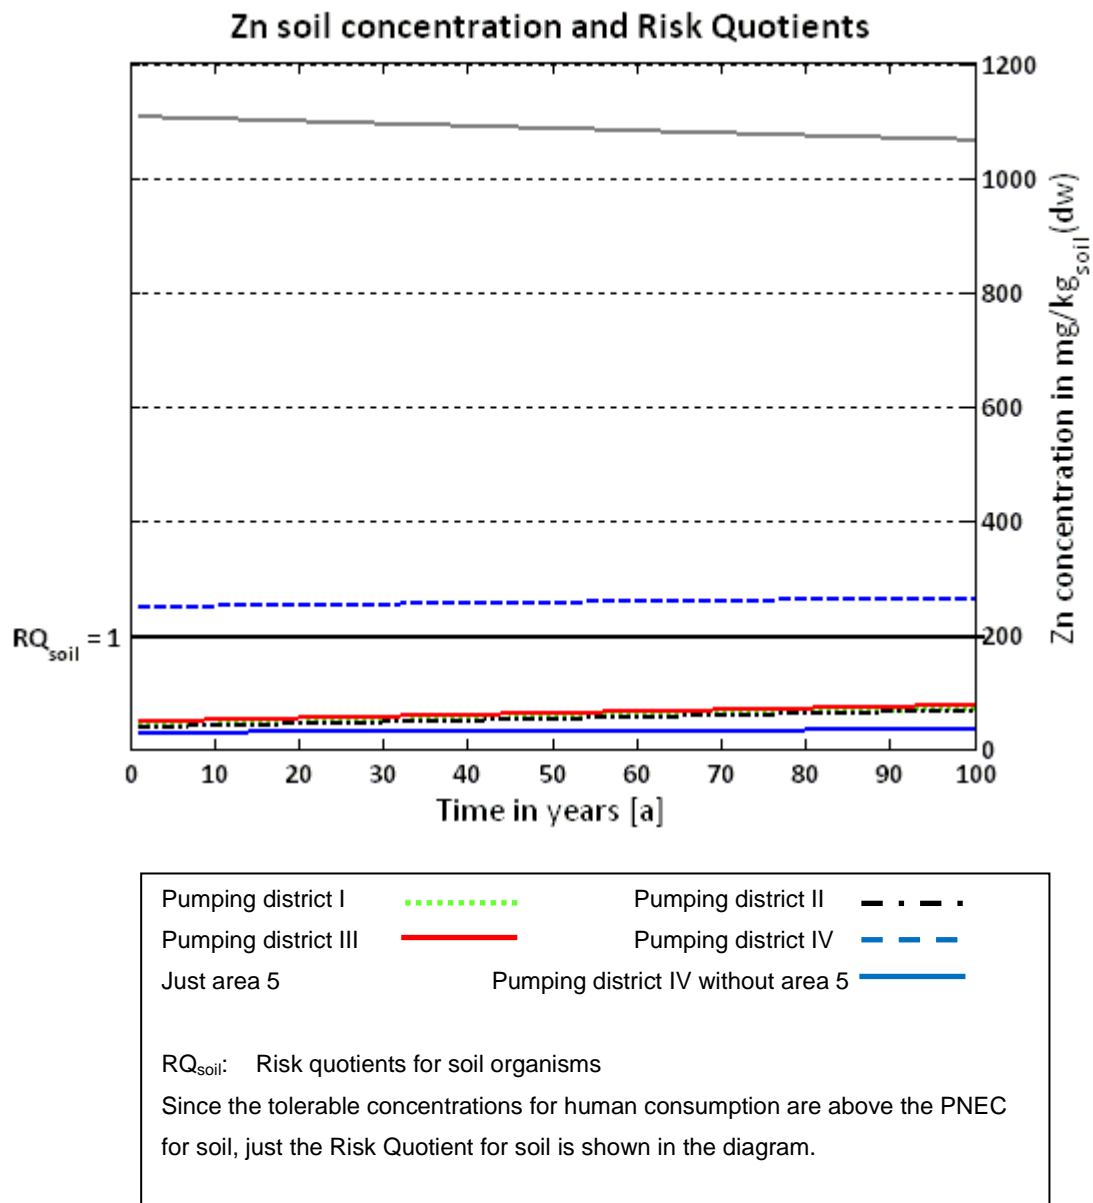 Zn soil concentration and Risk Quotients
1200
1000
800
600
400
200
0
Zn concentration in mg/kgsoil(dw)
RQsoil = 1
0 10 20 30 40 50 60 70 80 90 100
Time in years [a]
Pumping district I Pumping district II
Pumping district III Pumping district IV
Just area 5 Pumping district IV without area 5
RQsoil: Risk quotients for soil organisms
Since the tolerable concentrations for human consumption are above the PNEC
for soil, just the Risk Quotient for soil is shown in the diagram.